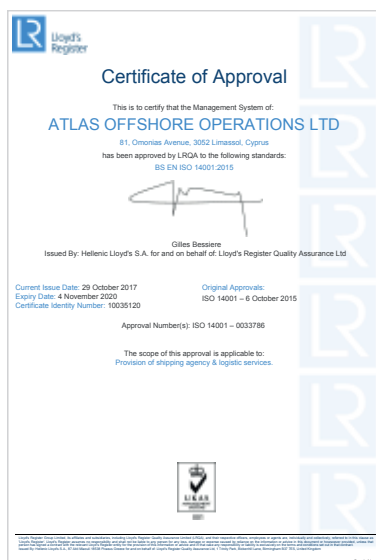 LR
Lloyd's
Register
Certificate of Approval
This is to certify that the Management System of:
ATLAS OFFSHORE OPERATIONS LTD
81, Omonias Avenue, 3052 Limassol, Cyprus
has been approved by LRQA to the following standards:
BS EN ISO 14001:2015
Gilles Bessiere
Issued By: Hellenic Lloyd's S.A. for and on behalf of: Lloyd's Register Quality Assurance Ltd
Current Issue Date: 29 October 2017
Expiry Date: 4 November 2020
Certificate Identity Number: 10035120
Original Approvals:
ISO 14001 – 6 October 2015
Approval Number(s): ISO 14001 – 0033786
The scope of this approval is applicable to:
Provision of shipping agency & logistic services.
UKAS
MANAGEMENT
SYSTEMS